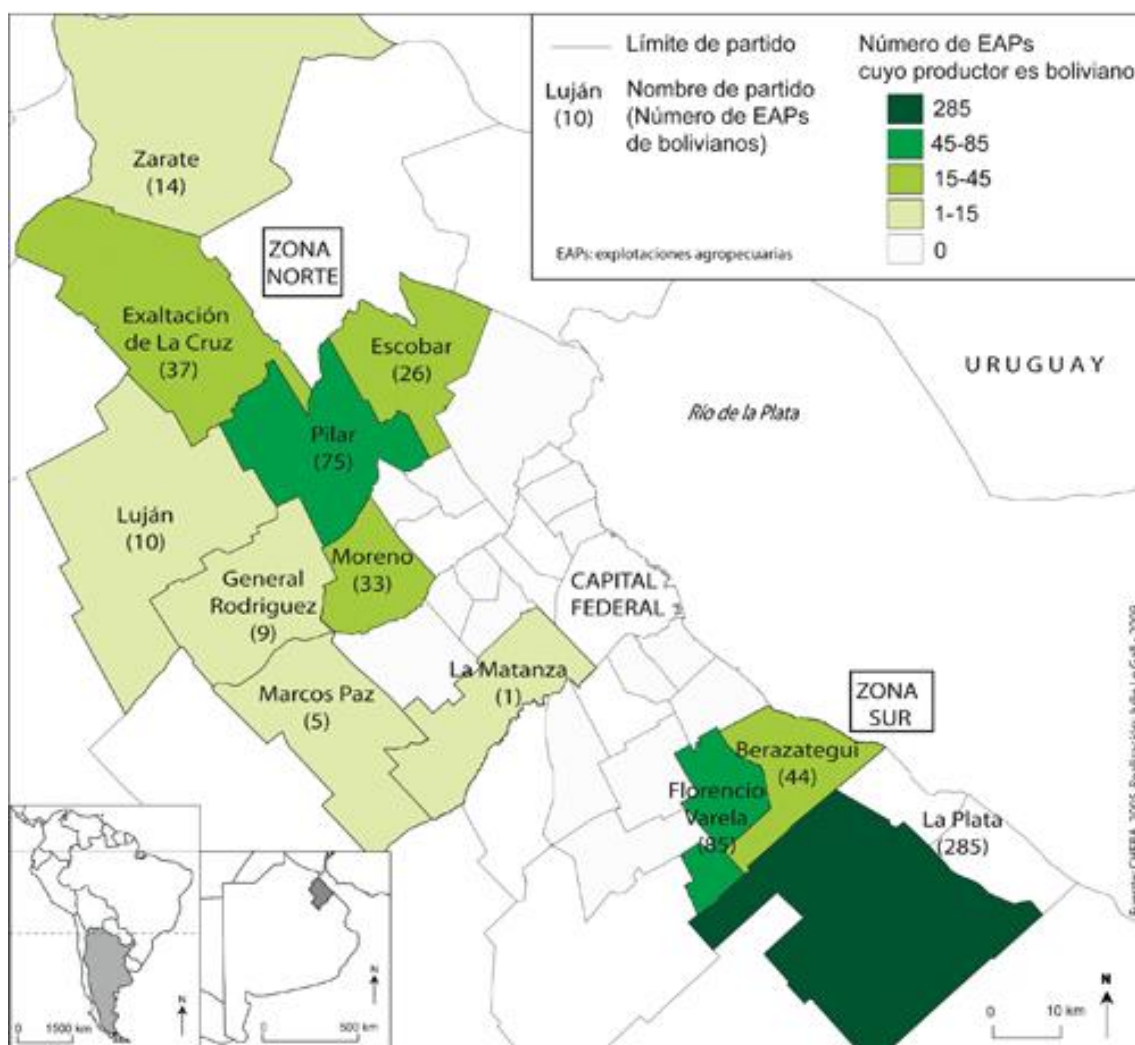 Límite de partido
Luján
(10)
Nombre de partido
(Número de EAPs
de bolivianos)
EAPs: explotaciones agropecuarias
Número de EAPs
cuyo productor es boliviano
285
45-85
15-45
1-15
0
Zarate
(14)
ZONA
NORTE
Exaltación
de La Cruz
(37)
Escobar
(26)
URUGUAY
Río de la Plata
Pilar
(75)
Luján
(10)
Moreno
(33)
General
Rodriguez
(9)
CAPITAL
FEDERAL
La Matanza
(1)
Marcos Paz
(5)
ZONA
SUR
Berazategui
(44)
Florencio
Varela
(85)
La Plata
(285)
N
0 1500 km
N
0 500 km
N
0 10 km
2005
2009